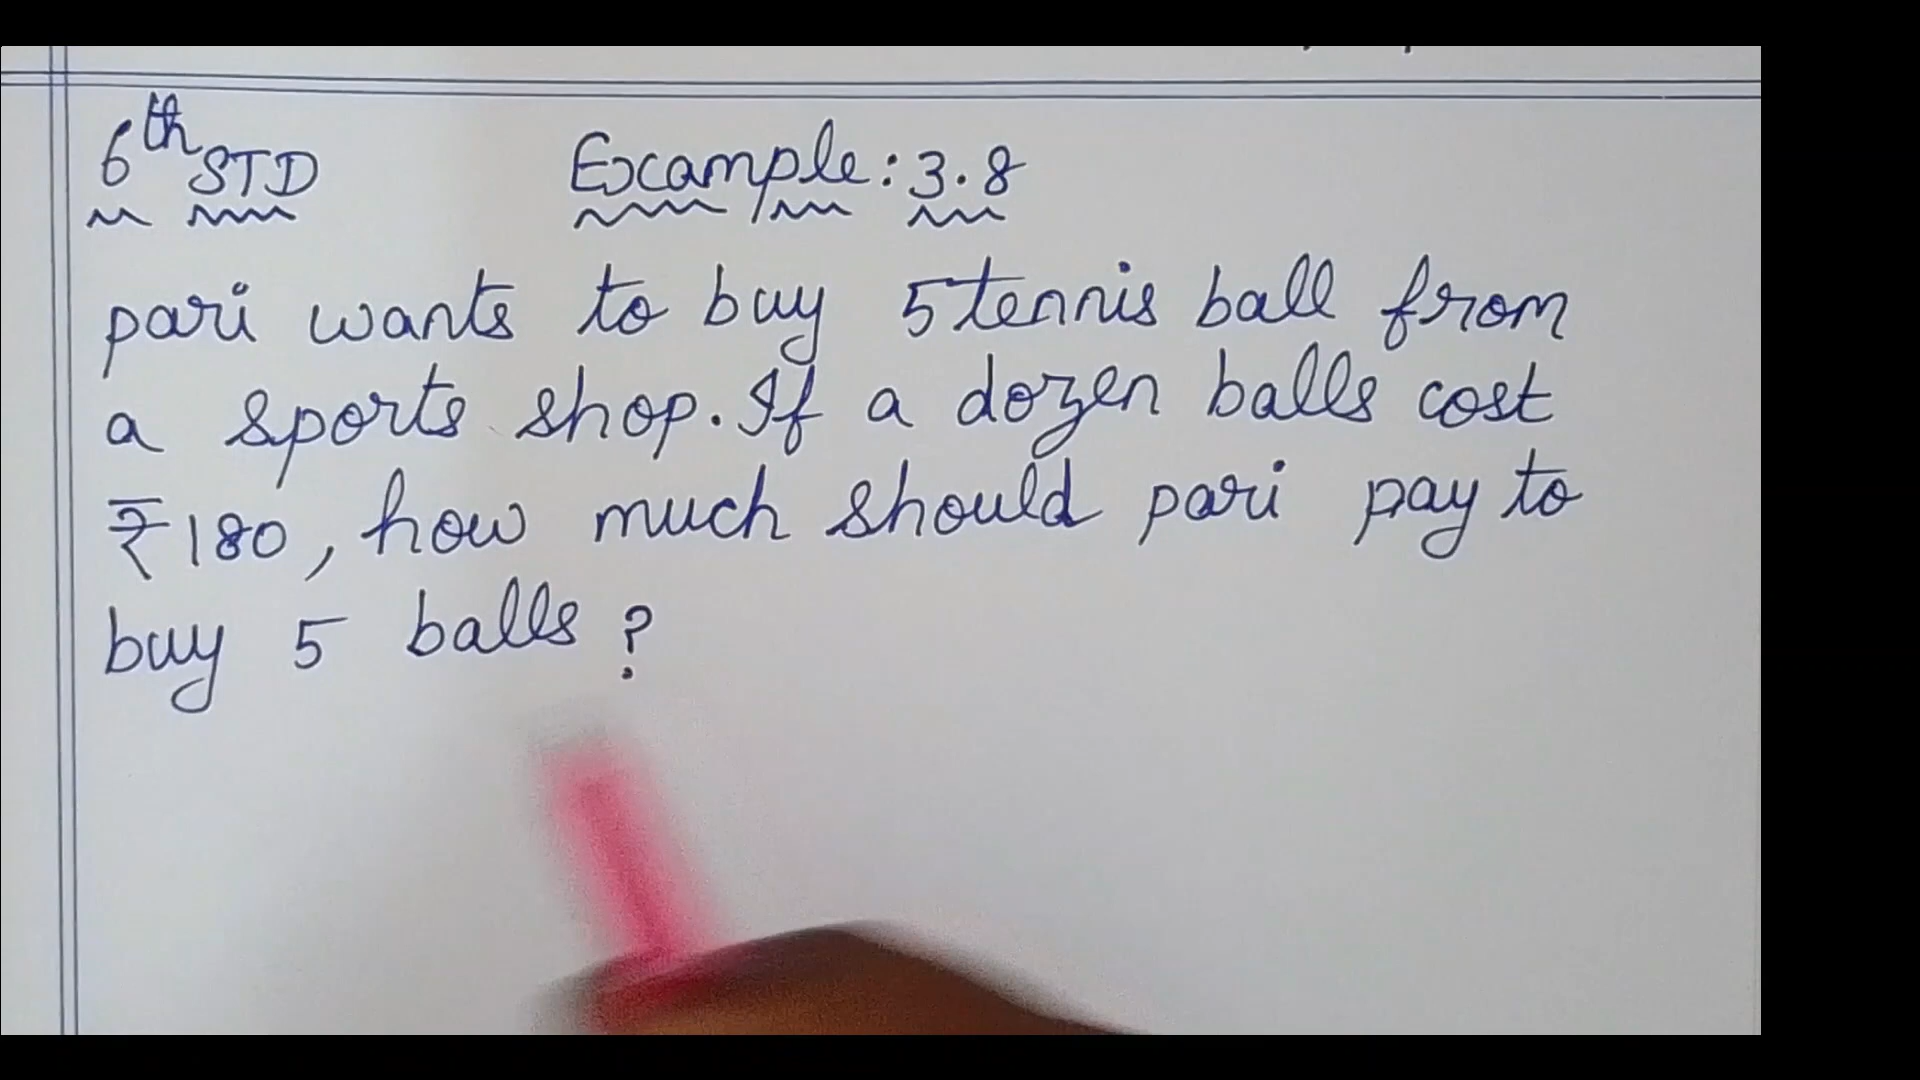 6th STD Example: 3.8
pari wants to buy 5 tennis ball from
a sports shop. If a dozen balls cost
₹180, how much should pari pay to
buy 5 balls?